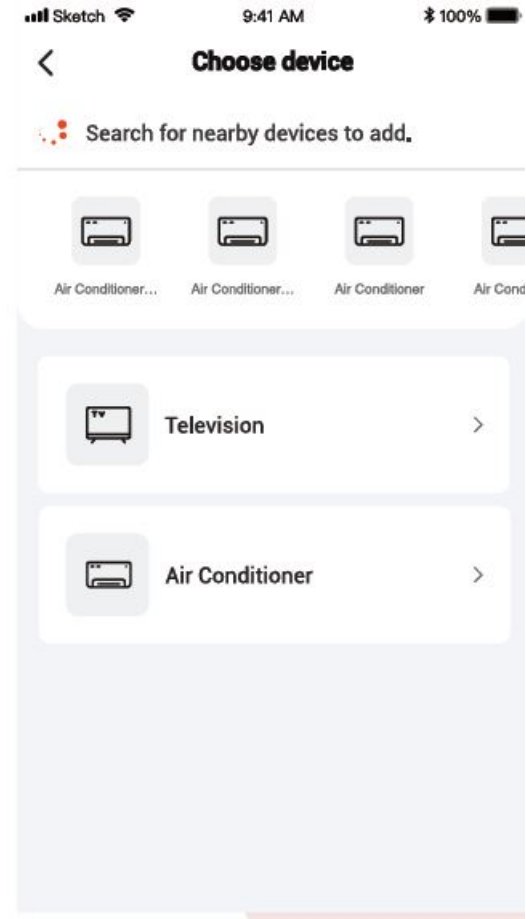 Sketch 9:41 AM 100%
Choose device
Search for nearby devices to add.
Air Conditioner... Air Conditioner... Air Conditioner Air Cond
TV
Television
Air Conditioner